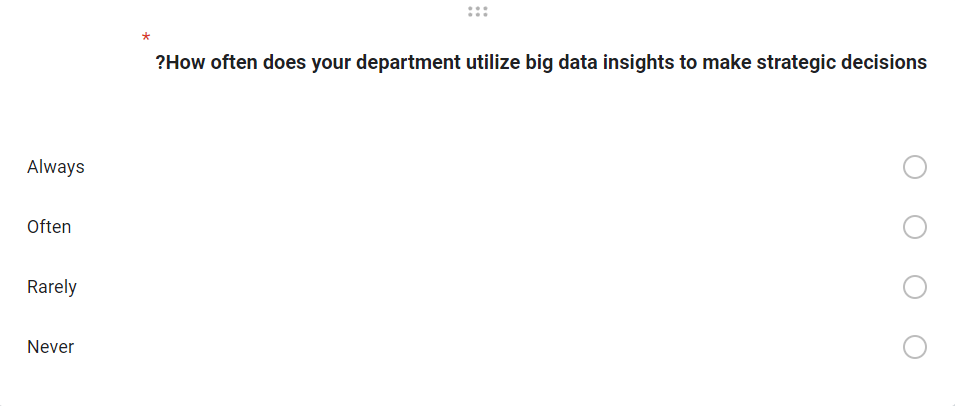 *
?How often does your department utilize big data insights to make strategic decisions
Always
Often
Rarely
Never